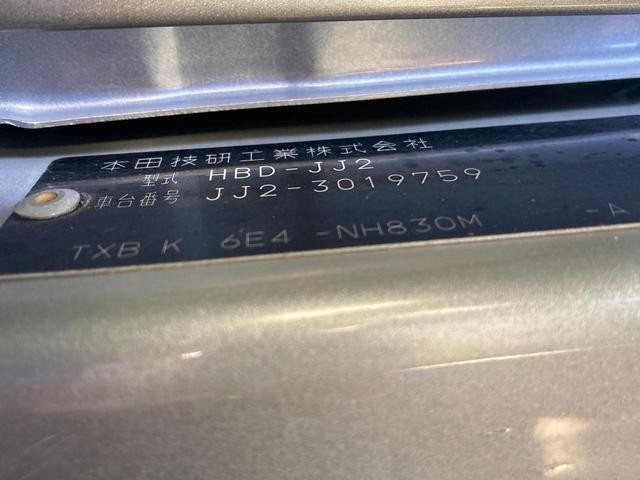 本田技研工業株式会社
型式 HBD-JJ2
車台番号 JJ2-3019759
TXB K 6E4 -NH830M -A